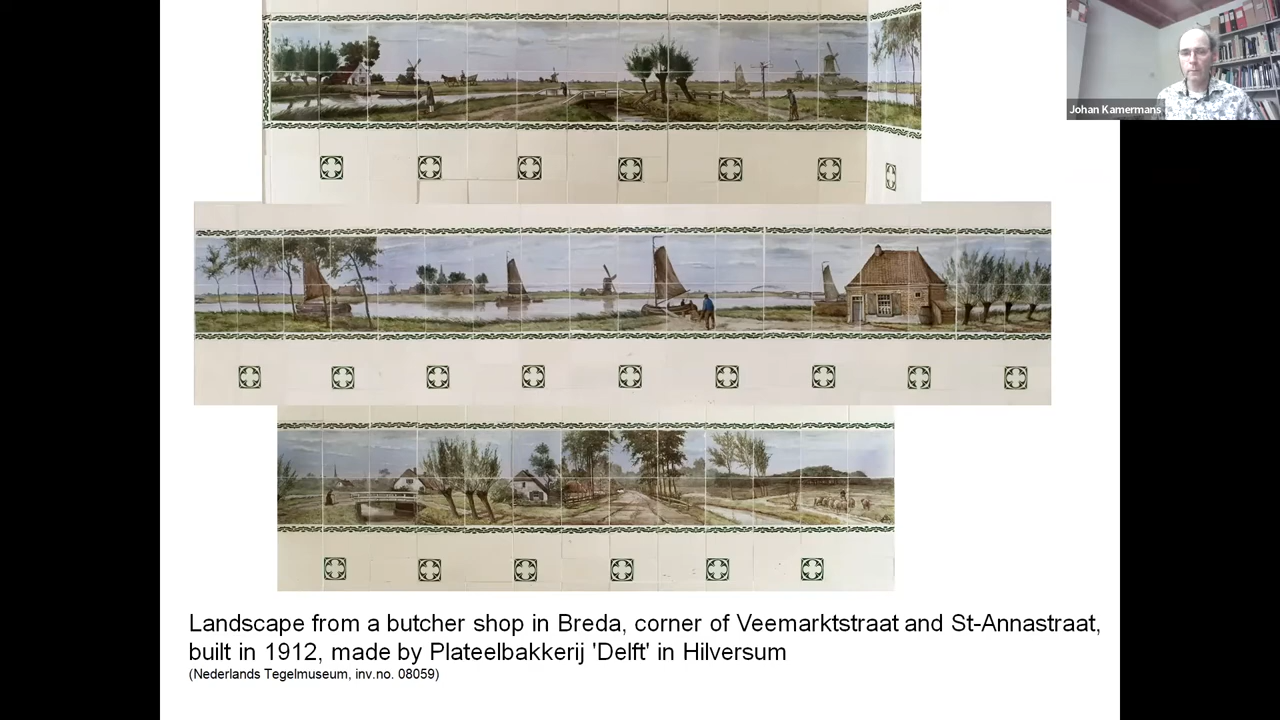 Johan Kamermans
Landscape from a butcher shop in Breda, corner of Veemarktstraat and St-Annastraat,
built in 1912, made by Plateelbakkerij 'Delft' in Hilversum
(Nederlands Tegelmuseum, inv.no. 08059)